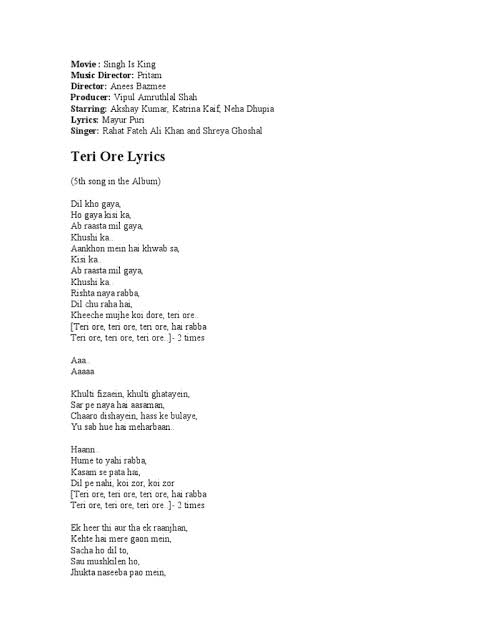 Movie : Singh Is King
Music Director: Pritam
Director: Anees Bazmee
Producer: Vipul Amruthlal Shah
Starring: Akshay Kumar, Katrina Kaif, Neha Dhupia
Lyrics: Mayur Puri
Singer: Rahat Fateh Ali Khan and Shreya Ghoshal
Teri Ore Lyrics
(5th song in the Album)
Dil kho gaya,
Ho gaya kisi ka,
Ab raasta mil gaya,
Khushi ka..
Aankhon mein hai khwab sa,
Kisi ka..
Ab raasta mil gaya,
Khushi ka..
Rishta naya rabba,
Dil chu raha hai,
Kheeche mujhe koi dore, teri ore..
[Teri ore, teri ore, teri ore, hai rabba
Teri ore, teri ore, teri ore..]- 2 times
Aaa..
Aaaaa
Khulti fizaein, khulti ghatayein,
Sar pe naya hai aasaman,
Chaaro dishayein, hass ke bulaye,
Yu sab hue hai meharbaan..
Haann..
Hume to yahi rabba,
Kasam se pata hai,
Dil pe nahi, koi zor, koi zor
[Teri ore, teri ore, teri ore, hai rabba
Teri ore, teri ore, teri ore..]- 2 times
Ek heer thi aur tha ek raanjhan,
Kehte hai mere gaon mein,
Sacha ho dil to,
Sau mushkilen ho,
Jhukta naseeba pao mein,